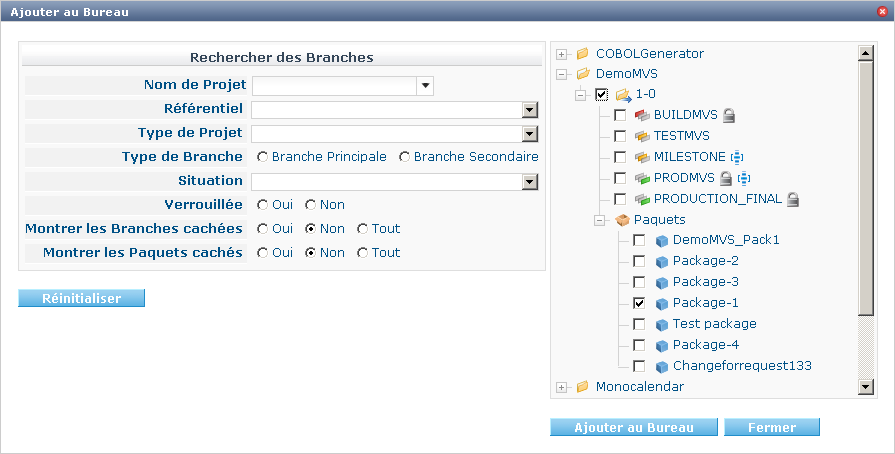 Ajouter au Bureau
Rechercher des Branches
Nom de Projet
Référentiel
Type de Projet
Type de Branche Branche Principale Branche Secondaire
Situation
Verrouillée Oui Non
Montrer les Branches cachées Oui Non Tout
Montrer les Paquets cachés Oui Non Tout
Réinitialiser
COBOLGenerator
DemoMVS
1-0
BUILDMVS
TESTMVS
MILESTONE
PRODMVS
PRODUCTION_FINAL
Paquets
DemoMVS_Pack1
Package-2
Package-3
Package-1
Test package
Package-4
Changeforrequest133
Monocalendar
Ajouter au Bureau Fermer